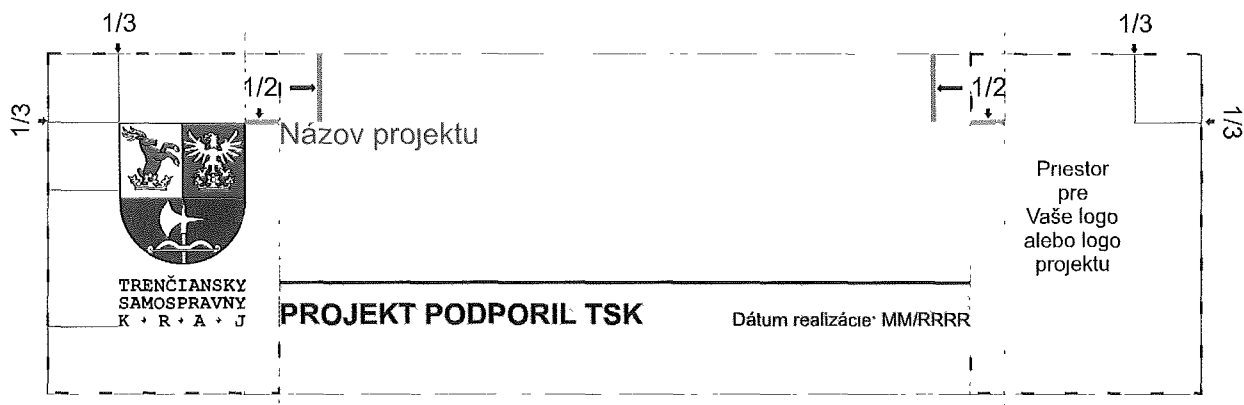 1/3
1/3
1/2
1/2
1/3
1/3
Názov projektu
Priestor
pre
Vaše logo
alebo logo
projektu
TRENČIANSKY
SAMOSPRAVNY
K • R • A • J
PROJEKT PODPORIL TSK
Dátum realizácie: MM/RRRR